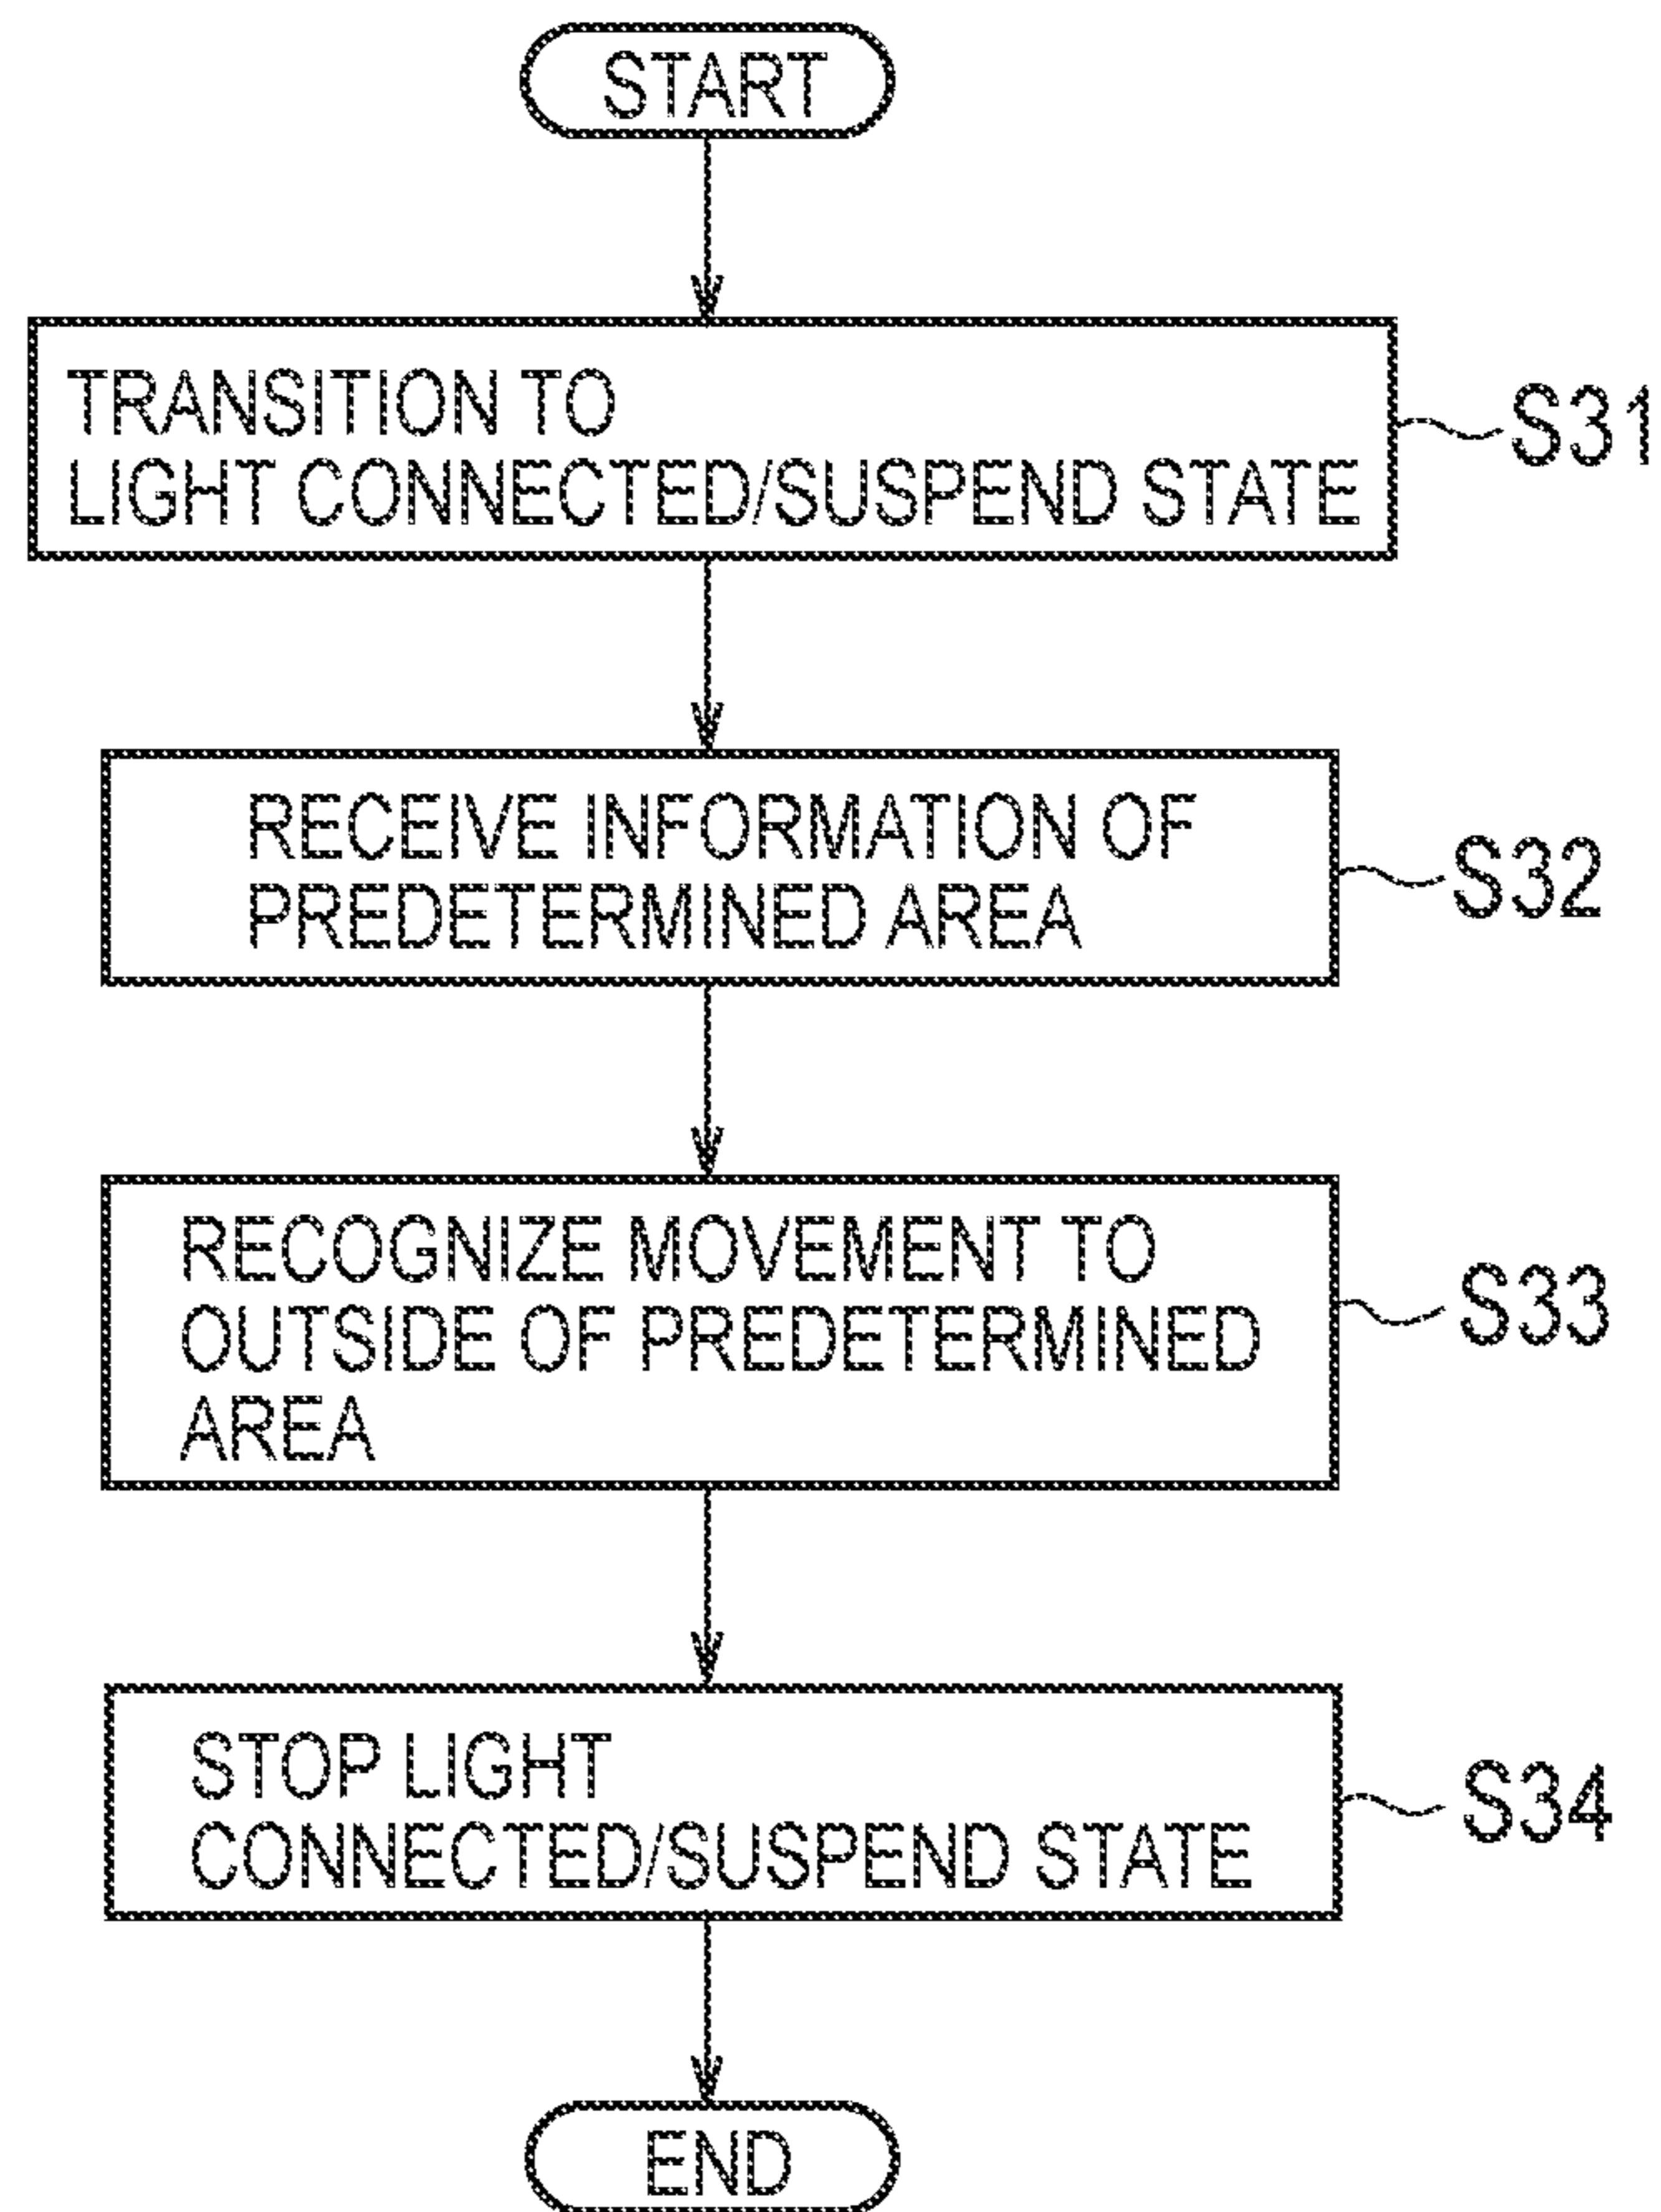 START
TRANSITION TO
LIGHT CONNECTED/SUSPEND STATE
S31
RECEIVE INFORMATION OF
PREDETERMINED AREA
S32
RECOGNIZE MOVEMENT TO
OUTSIDE OF PREDETERMINED
AREA
S33
STOP LIGHT
CONNECTED/SUSPEND STATE
S34
END